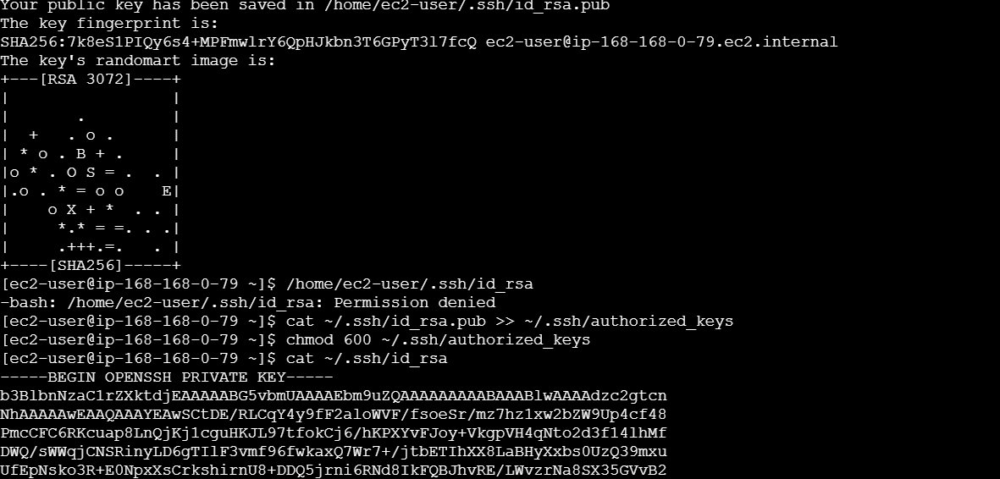 Your public key has been saved in /home/ec2-user/.ssh/id_rsa.pub
The key fingerprint is:
SHA256:7k8eSlPIQy6s4+MPFmwlrY6QpHJkbn3T6GPyT3l7fcQ ec2-user@ip-168-168-0-79.ec2.internal
The key's randomart image is:
+---[RSA 3072]----+
|                 |
|       .         |
|  +   . o .      |
| * o . B + .     |
|o * . O S = .  . |
|.o . * = o o    E|
|    o X + *  . . |
|     *.* = =. . .|
|     .+++.=.   . |
+----[SHA256]-----+
[ec2-user@ip-168-168-0-79 ~]$ /home/ec2-user/.ssh/id_rsa
-bash: /home/ec2-user/.ssh/id_rsa: Permission denied
[ec2-user@ip-168-168-0-79 ~]$ cat ~/.ssh/id_rsa.pub >> ~/.ssh/authorized_keys
[ec2-user@ip-168-168-0-79 ~]$ chmod 600 ~/.ssh/authorized_keys
[ec2-user@ip-168-168-0-79 ~]$ cat ~/.ssh/id_rsa
-----BEGIN OPENSSH PRIVATE KEY-----
b3BlbnNzaC1rZXktdjEAAAAABG5vbmUAAAAEbm9uZQAAAAAAAAABAAABlwAAAAdzc2gtcn
NhAAAAAwEAAQAAAYEAwSCtDE/RLCqY4y9fF2aloWVF/fsoeSr/mz7hz1xw2bZW9Up4cf48
PmcCFC6RKcuap8LnQjKj1cguHKJL97tfokCj6/hKPXYvFJoy+VkgpVH4qNto2d3f14lhMf
DWQ/sWWqjCNSRinyLD6gTIlF3vmf96fwkaxQ7Wr7+/jtbETIhXX8LaBHyXxbs0UzQ39mxu
UfEpNsko3R+E0NpxXsCrkshirnU8+DDQ5jrni6RNd8IkFQBJhvRE/LWvzrNa8SX35GVvB2